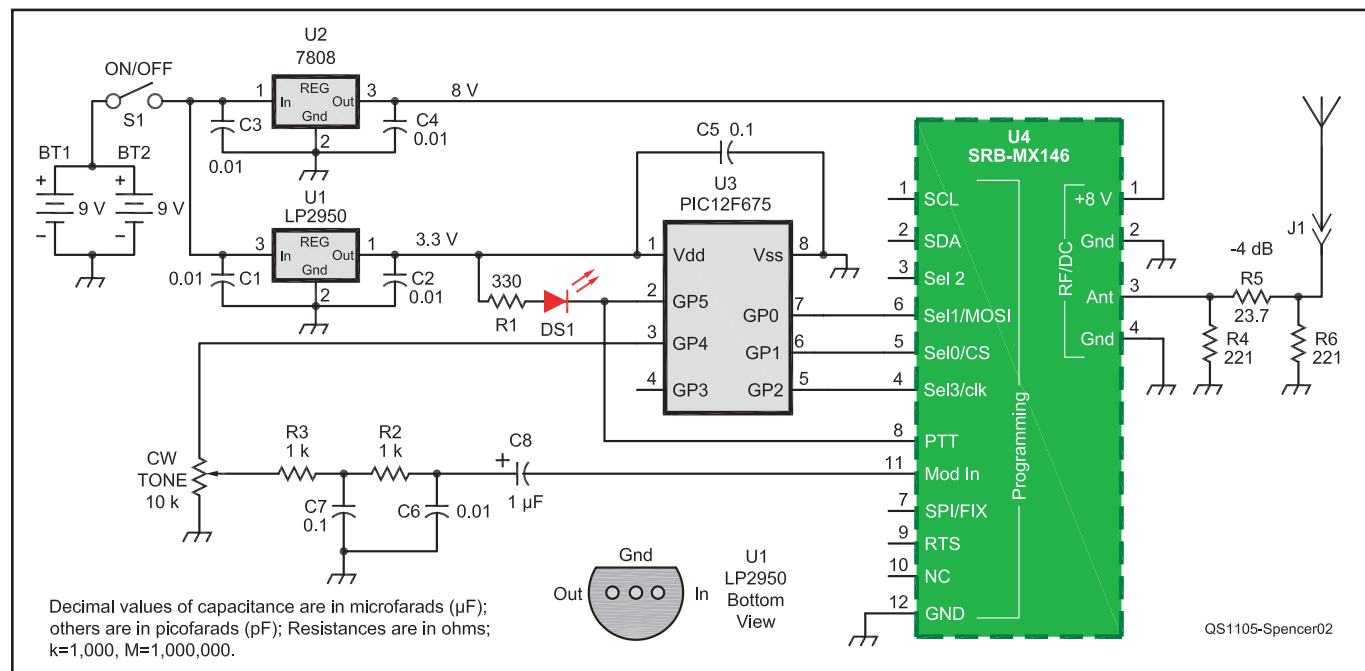 ON/OFF
S1
BT1
BT2
+
9 V
–
+
9 V
–
U2
7808
1
REG
In
Out
Gnd
3
2
C3
0.01
C4
0.01
8 V
U1
LP2950
3
REG
In
Out
Gnd
1
2
0.01
C1
C2
0.01
3.3 V
330
R1
DS1
C5
0.1
U3
PIC12F675
1
Vdd
Vss
8
2
GP5
GP0
7
3
GP4
GP1
6
4
GP3
GP2
5
U4
SRB-MX146
1
SCL
2
SDA
3
Sel 2
6
Sel1/MOSI
5
Sel0/CS
4
Sel3/clk
8
PTT
11
Mod In
7
SPI/FIX
9
RTS
10
NC
12
GND
Programming
RF/DC
+8 V
1
Gnd
2
Ant
3
Gnd
4
J1
-4 dB
R5
23.7
R4
221
R6
221
CW
TONE
10 k
R3
1 k
R2
1 k
C8
+
1 µF
C7
0.1
C6
0.01
Gnd
Out
In
U1
LP2950
Bottom
View
Decimal values of capacitance are in microfarads (µF);
others are in picofarads (pF); Resistances are in ohms;
k=1,000, M=1,000,000.
QS1105-Spencer02